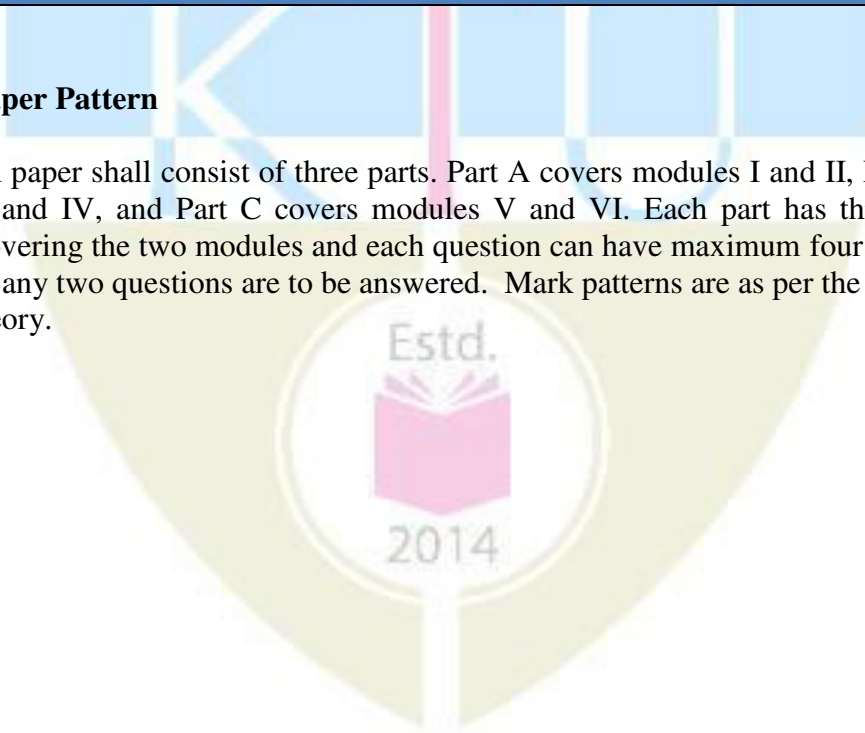 per Pattern
paper shall consist of three parts. Part A covers modules I and II,
and IV, and Part C covers modules V and VI. Each part has th
vering the two modules and each question can have maximum four
any two questions are to be answered. Mark patterns are as per the
ory.
KTU
Estd.
2014